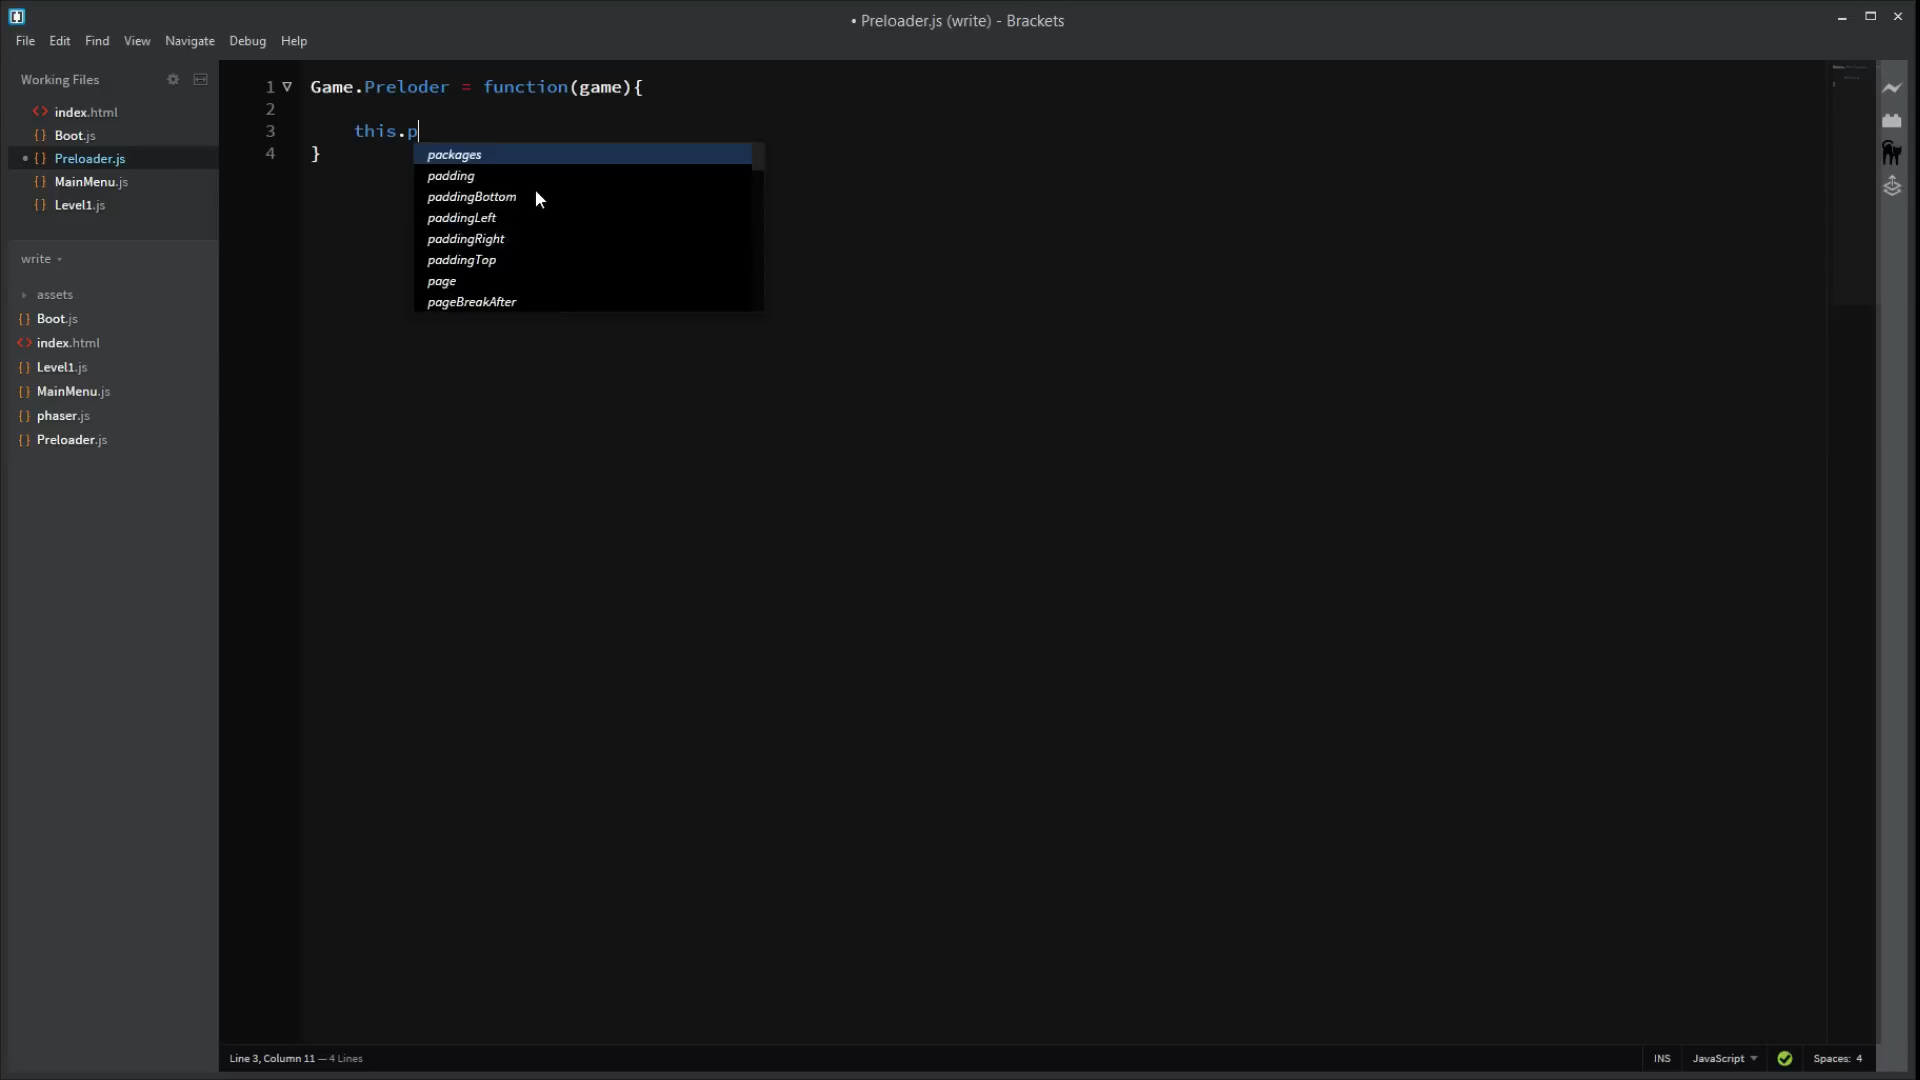 • Preloader.js (write) - Brackets
File Edit Find View Navigate Debug Help
Working Files
index.html
Boot.js
Preloader.js
MainMenu.js
Level1.js
write
assets
Boot.js
index.html
Level1.js
MainMenu.js
phaser.js
Preloader.js
1 Game.Preloder = function(game){
2
3 this.p
4 }
packages
padding
paddingBottom
paddingLeft
paddingRight
paddingTop
page
pageBreakAfter
Line 3, Column 11 — 4 Lines
INS JavaScript Spaces: 4